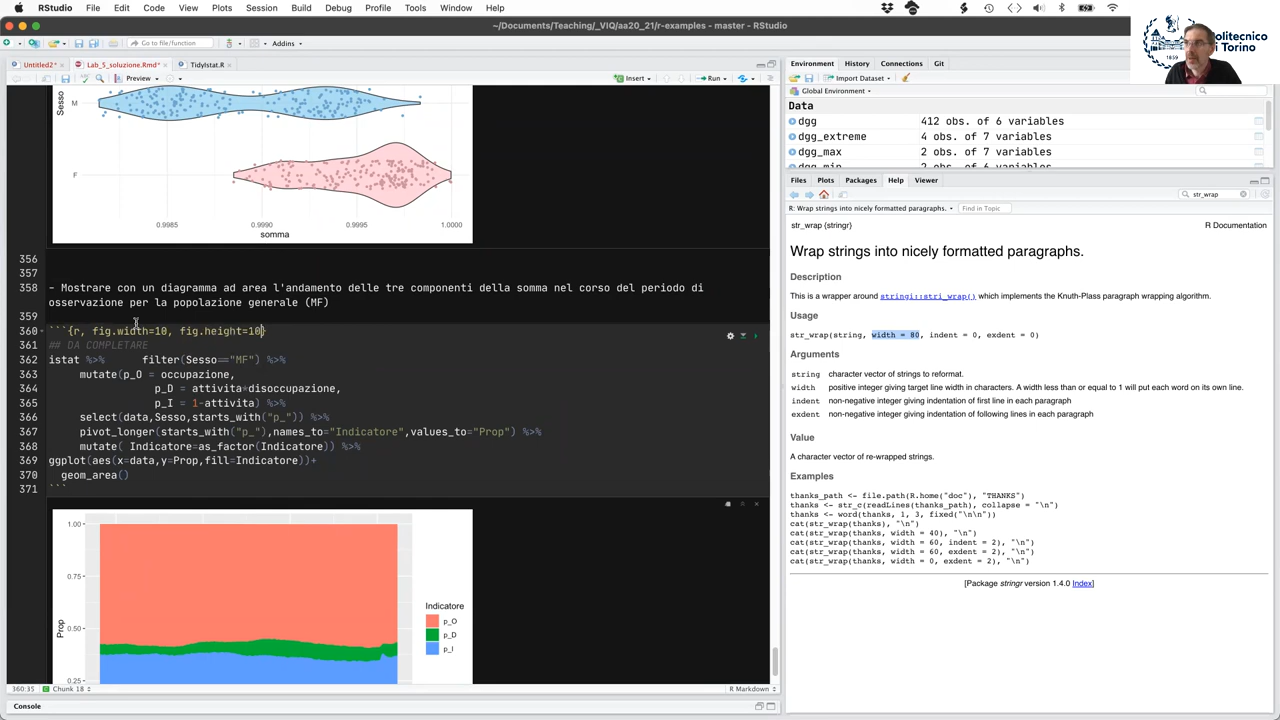 RStudio File Edit Code View Plots Session Build Debug Profile Tools Window Help
~/Documents/Teaching/_VIQ/aa20_21/r-examples - master - RStudio
Politecnico
di Torino
1859
Go to file/function Addins
Untitled2* Lab_5_soluzione.Rmd* TidyIstat.R
Preview Insert Run
Sesso
M
F
0.9985 0.9990 0.9995 1.0000
somma
356
357
358 - Mostrare con un diagramma ad area l'andamento delle tre componenti della somma nel corso del periodo di
osservazione per la popolazione generale (MF)
359
360 ```{r, fig.width=10, fig.height=10}
361 ## DA COMPLETARE
362 istat %>% filter(Sesso=="MF") %>%
363 mutate(p_O = occupazione,
364 p_D = attivita*disoccupazione,
365 p_I = 1-attivita) %>%
366 select(data,Sesso,starts_with("p_")) %>%
367 pivot_longer(starts_with("p_"),names_to="Indicatore",values_to="Prop") %>%
368 mutate( Indicatore=as_factor(Indicatore)) %>%
369 ggplot(aes(x=data,y=Prop,fill=Indicatore))+
370 geom_area()
371 ```
1.00
0.75
Prop
0.25
Indicatore
p_O
p_D
p_I
360:35 Chunk 18 R Markdown
Console
Environment History Connections Git
Import Dataset
Global Environment
Data
dgg 412 obs. of 6 variables
dgg_extreme 4 obs. of 7 variables
dgg_max 2 obs. of 7 variables
dgg_min 2 obs. of 6 variables
Files Plots Packages Help Viewer
str_wrap
R: Wrap strings into nicely formatted paragraphs. Find in Topic
str_wrap {stringr} R Documentation
Wrap strings into nicely formatted paragraphs.
Description
This is a wrapper around stringi::stri_wrap() which implements the Knuth-Plass paragraph wrapping algorithm.
Usage
str_wrap(string, width = 80, indent = 0, exdent = 0)
Arguments
string character vector of strings to reformat.
width positive integer giving target line width in characters. A width less than or equal to 1 will put each word on its own line.
indent non-negative integer giving indentation of first line in each paragraph
exdent non-negative integer giving indentation of following lines in each paragraph
Value
A character vector of re-wrapped strings.
Examples
thanks_path <- file.path(R.home("doc"), "THANKS")
thanks <- str_c(readLines(thanks_path), collapse = "\n")
thanks <- word(thanks, 1, 3, fixed("\n\n"))
cat(str_wrap(thanks), "\n")
cat(str_wrap(thanks, width = 40), "\n")
cat(str_wrap(thanks, width = 60, indent = 2), "\n")
cat(str_wrap(thanks, width = 60, exdent = 2), "\n")
cat(str_wrap(thanks, width = 0, exdent = 2), "\n")
[Package stringr version 1.4.0 Index]